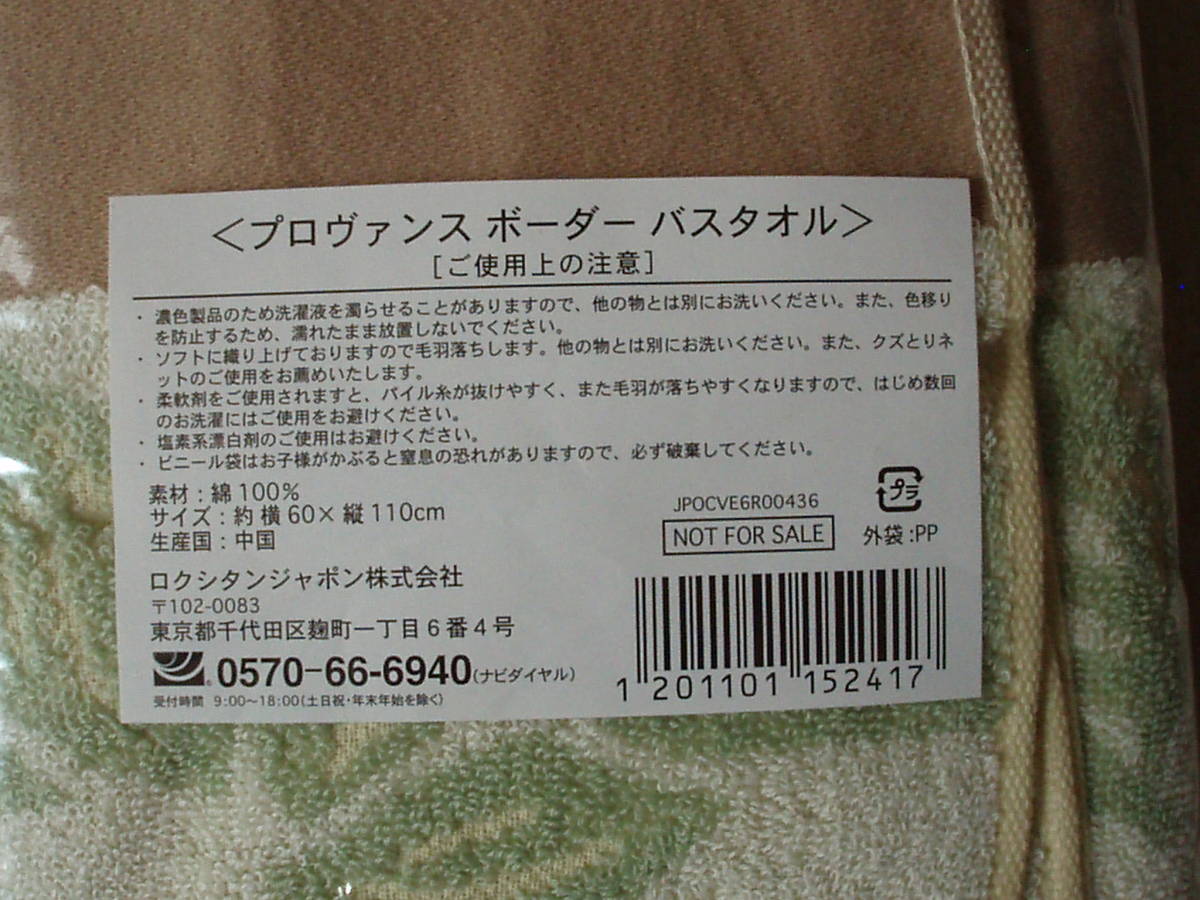 ＜プロヴァンス ボーダー バスタオル＞
[ご使用上の注意]
・ 濃色製品のため洗濯液を濁らせることがありますので、他の物とは別にお洗いください。また、色移り
を防止するため、濡れたまま放置しないでください。
・ ソフトに織り上げておりますので毛羽落ちします。他の物とは別にお洗いください。また、クズとりネ
ットのご使用をお薦めいたします。
・ 柔軟剤をご使用されますと、パイル糸が抜けやすく、また毛羽が落ちやすくなりますので、はじめ数回
のお洗濯にはご使用をお避けください。
・ 塩素系漂白剤のご使用はお避けください。
・ ビニール袋はお子様がかぶると窒息の恐れがありますので、必ず破棄してください。
素材：綿100%
サイズ：約 横60×縦110cm
生産国：中国
JPOCVE6R00436
NOT FOR SALE
プラ
外袋:PP
ロクシタンジャポン株式会社
〒102-0083
東京都千代田区麹町一丁目6番4号
0570-66-6940(ナビダイヤル)
受付時間 9:00〜18:00(土日祝・年末年始を除く)
1 201101 152417